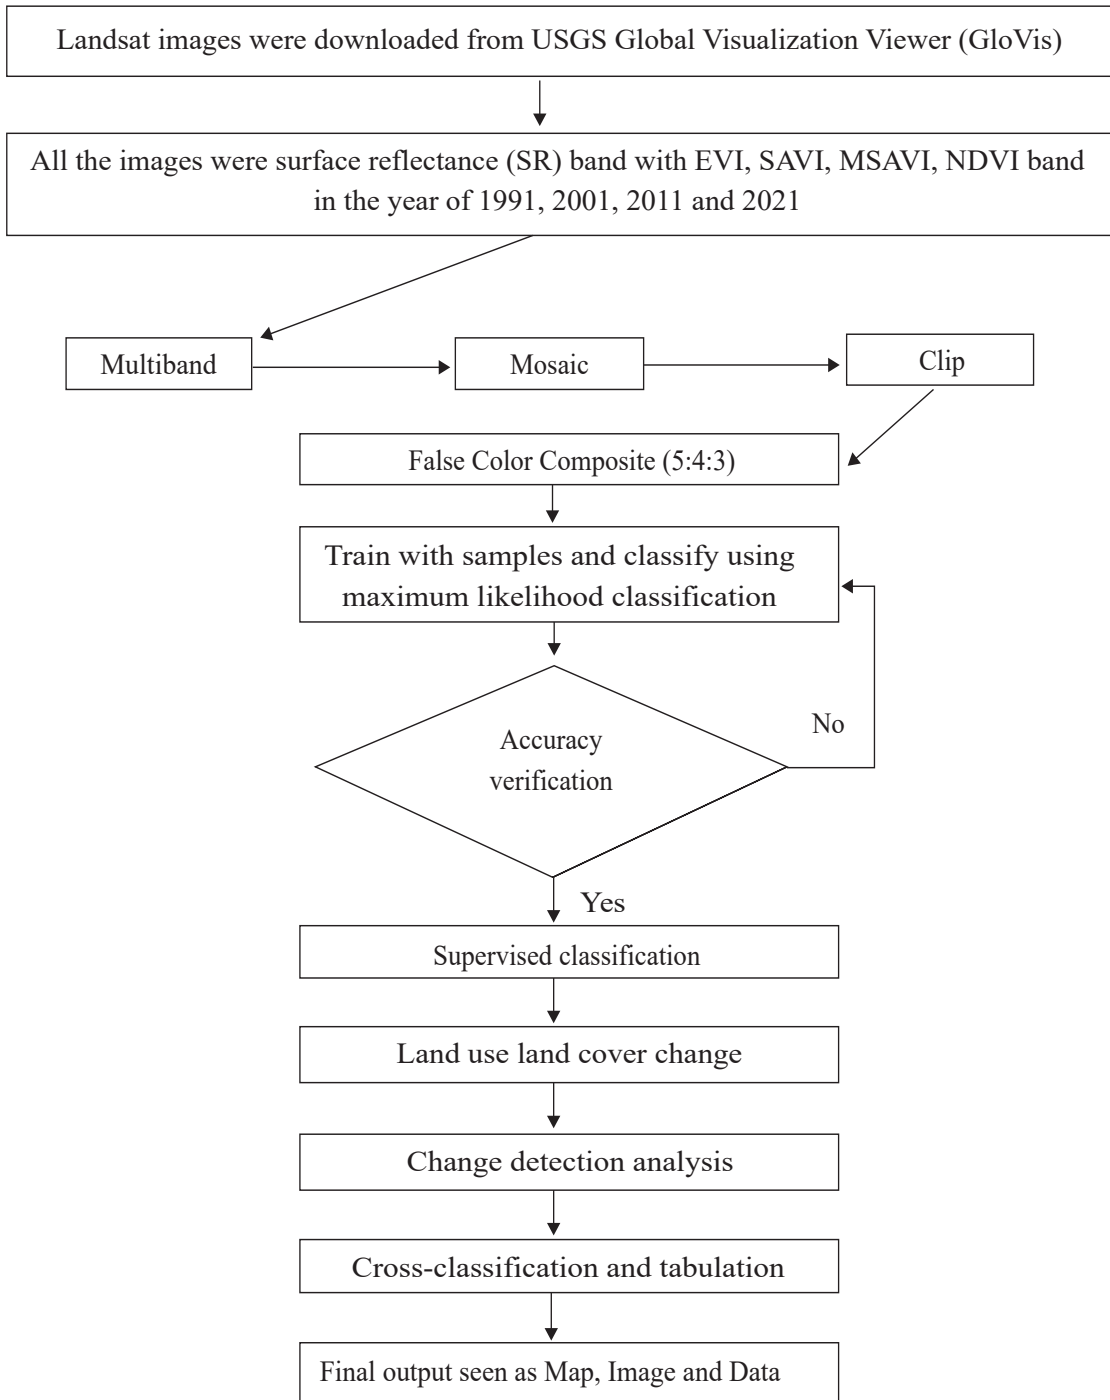 Landsat images were downloaded from USGS Global Visualization Viewer (GloVis)
All the images were surface reflectance (SR) band with EVI, SAVI, MSAVI, NDVI band
in the year of 1991, 2001, 2011 and 2021
Multiband
Mosaic
Clip
False Color Composite (5:4:3)
Train with samples and classify using
maximum likelihood classification
Accuracy
verification
No
Yes
Supervised classification
Land use land cover change
Change detection analysis
Cross-classification and tabulation
Final output seen as Map, Image and Data